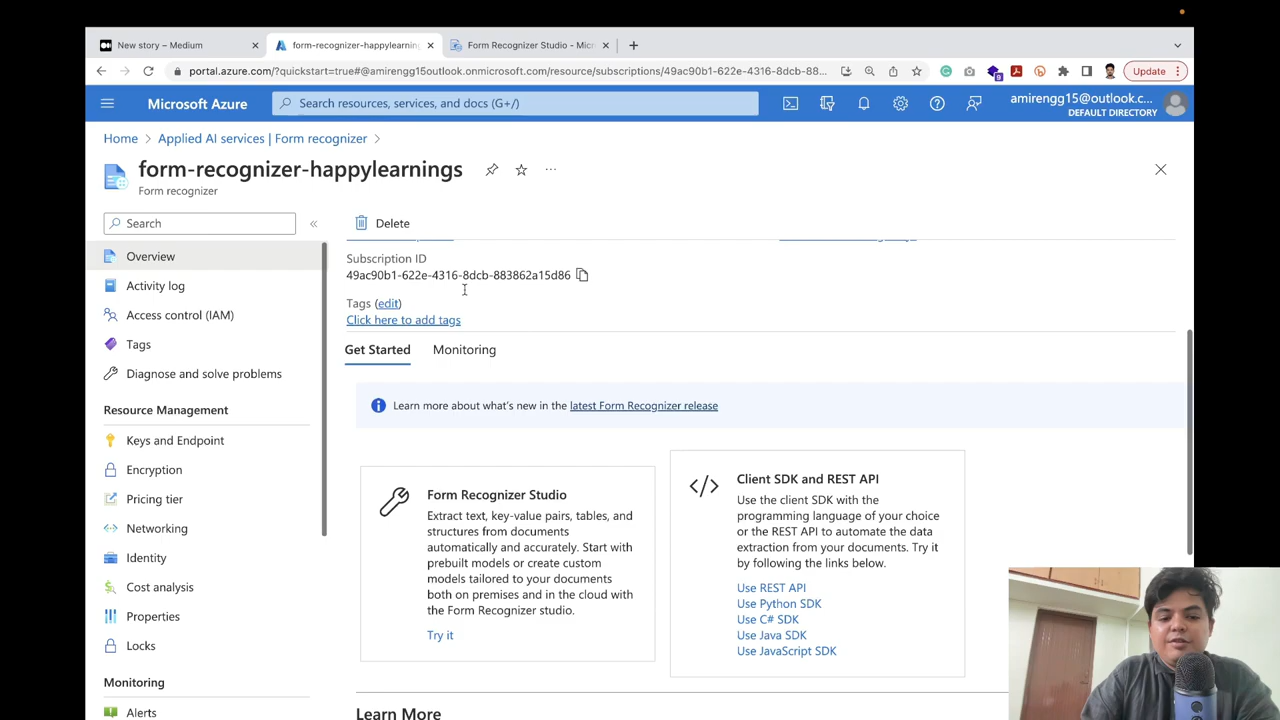 New story – Medium
form-recognizer-happylearning
Form Recognizer Studio - Micr
portal.azure.com/?quickstart=true#@amirengg15outlook.onmicrosoft.com/resource/subscriptions/49ac90b1-622e-4316-8dcb-88...
9
Update
Microsoft Azure
Search resources, services, and docs (G+/)
amirengg15@outlook.c...
DEFAULT DIRECTORY
Home > Applied AI services | Form recognizer >
form-recognizer-happylearnings
Form recognizer
Search
«
Delete
Overview
Activity log
Access control (IAM)
Tags
Diagnose and solve problems
Resource Management
Keys and Endpoint
Encryption
Pricing tier
Networking
Identity
Cost analysis
Properties
Locks
Monitoring
Alerts
Subscription ID
49ac90b1-622e-4316-8dcb-883862a15d86
Tags (edit)
Click here to add tags
Get Started
Monitoring
Learn more about what's new in the latest Form Recognizer release
Form Recognizer Studio
Extract text, key-value pairs, tables, and
structures from documents
automatically and accurately. Start with
prebuilt models or create custom
models tailored to your documents
both on premises and in the cloud with
the Form Recognizer studio.
Try it
Client SDK and REST API
Use the client SDK with the
programming language of your choice
or the REST API to automate the data
extraction from your documents. Try it
by following the links below.
Use REST API
Use Python SDK
Use C# SDK
Use Java SDK
Use JavaScript SDK
Learn More